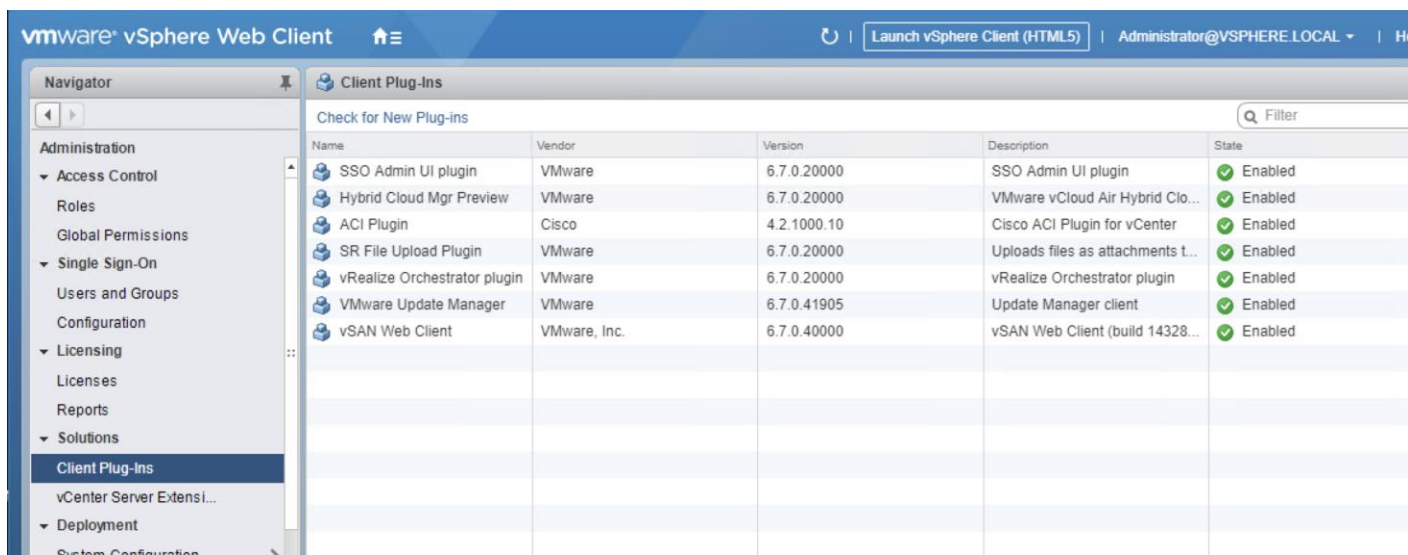 vmware® vSphere Web Client
Launch vSphere Client (HTML5) | Administrator@VSPHERE.LOCAL | He
Navigator
Administration
Access Control
Roles
Global Permissions
Single Sign-On
Users and Groups
Configuration
Licensing
Licenses
Reports
Solutions
Client Plug-Ins
vCenter Server Extensi...
Deployment
System Configuration
Client Plug-Ins
Check for New Plug-ins
Filter
Name Vendor Version Description State
SSO Admin UI plugin VMware 6.7.0.20000 SSO Admin UI plugin Enabled
Hybrid Cloud Mgr Preview VMware 6.7.0.20000 VMware vCloud Air Hybrid Clo... Enabled
ACI Plugin Cisco 4.2.1000.10 Cisco ACI Plugin for vCenter Enabled
SR File Upload Plugin VMware 6.7.0.20000 Uploads files as attachments t... Enabled
vRealize Orchestrator plugin VMware 6.7.0.20000 vRealize Orchestrator plugin Enabled
VMware Update Manager VMware 6.7.0.41905 Update Manager client Enabled
vSAN Web Client VMware, Inc. 6.7.0.40000 vSAN Web Client (build 14328... Enabled